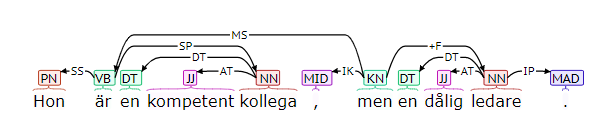 MS
SP +F
DT DT
SS AT IK AT IP
PN VB DT JJ NN MID KN DT JJ NN MAD
Hon är en kompetent kollega , men en dålig ledare .